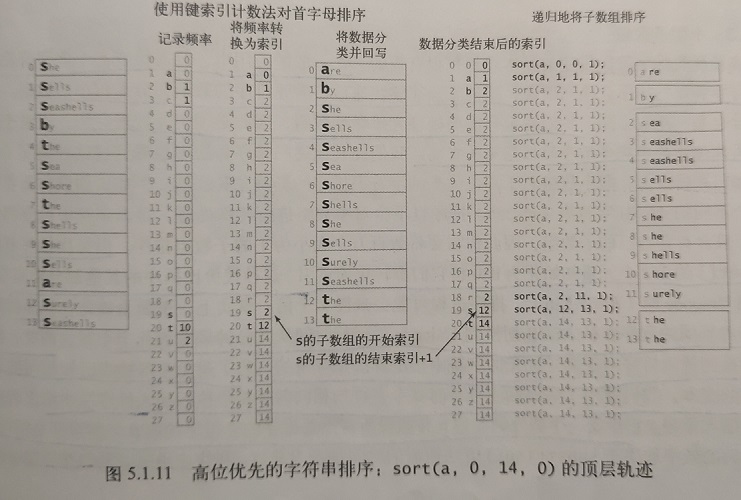 使用键索引计数法对首字母排序
递归地将子数组排序
记录频率
将频率转
换为索引
将数据分
类并回写
数据分类结束后的索引
0 she
1 sells
2 seashells
3 by
4 the
5 sea
6 shore
7 the
8 shells
9 she
10 sells
11 are
12 surely
13 seashells
0 0
1 a 0
2 b 1
3 c 1
4 d 0
5 e 0
6 f 0
7 g 0
8 h 0
9 i 0
10 j 0
11 k 0
12 l 0
13 m 0
14 n 0
15 o 0
16 p 0
17 q 0
18 r 0
19 s 0
20 t 10
21 u 2
22 v 0
23 w 0
24 x 0
25 y 0
26 z 0
27 0
0 0
1 a 0
2 b 1
3 c 2
4 d 2
5 e 2
6 f 2
7 g 2
8 h 2
9 i 2
10 j 2
11 k 2
12 l 2
13 m 2
14 n 2
15 o 2
16 p 2
17 q 2
18 r 2
19 s 2
20 t 12
21 u 14
22 v 14
23 w 14
24 x 14
25 y 14
26 z 14
27 14
0 are
1 by
2 she
3 sells
4 seashells
5 sea
6 shore
7 shells
8 she
9 sells
10 surely
11 seashells
12 the
13 the
s的子数组的开始索引
s的子数组的结束索引+1
0 0 sort(a, 0, 0, 1);
1 a 1 sort(a, 1, 1, 1);
2 b 2 sort(a, 2, 1, 1);
3 c 2 sort(a, 2, 1, 1);
4 d 2 sort(a, 2, 1, 1);
5 e 2 sort(a, 2, 1, 1);
6 f 2 sort(a, 2, 1, 1);
7 g 2 sort(a, 2, 1, 1);
8 h 2 sort(a, 2, 1, 1);
9 i 2 sort(a, 2, 1, 1);
10 j 2 sort(a, 2, 1, 1);
11 k 2 sort(a, 2, 1, 1);
12 l 2 sort(a, 2, 1, 1);
13 m 2 sort(a, 2, 1, 1);
14 n 2 sort(a, 2, 1, 1);
15 o 2 sort(a, 2, 1, 1);
16 p 2 sort(a, 2, 1, 1);
17 q 2 sort(a, 2, 1, 1);
18 r 2 sort(a, 2, 11, 1);
19 s 12 sort(a, 12, 13, 1);
20 t 14 sort(a, 14, 13, 1);
21 u 14 sort(a, 14, 13, 1);
22 v 14 sort(a, 14, 13, 1);
23 w 14 sort(a, 14, 13, 1);
24 x 14 sort(a, 14, 13, 1);
25 y 14 sort(a, 14, 13, 1);
26 z 14 sort(a, 14, 13, 1);
27 14 sort(a, 14, 13, 1);
0 a re
1 b y
2 s ea
3 s eashells
4 s eashells
5 s ells
6 s ells
7 s he
8 s he
9 s hells
10 s hore
11 s urely
12 t he
13 t he
图 5.1.11 高位优先的字符串排序：sort(a, 0, 14, 0) 的顶层轨迹